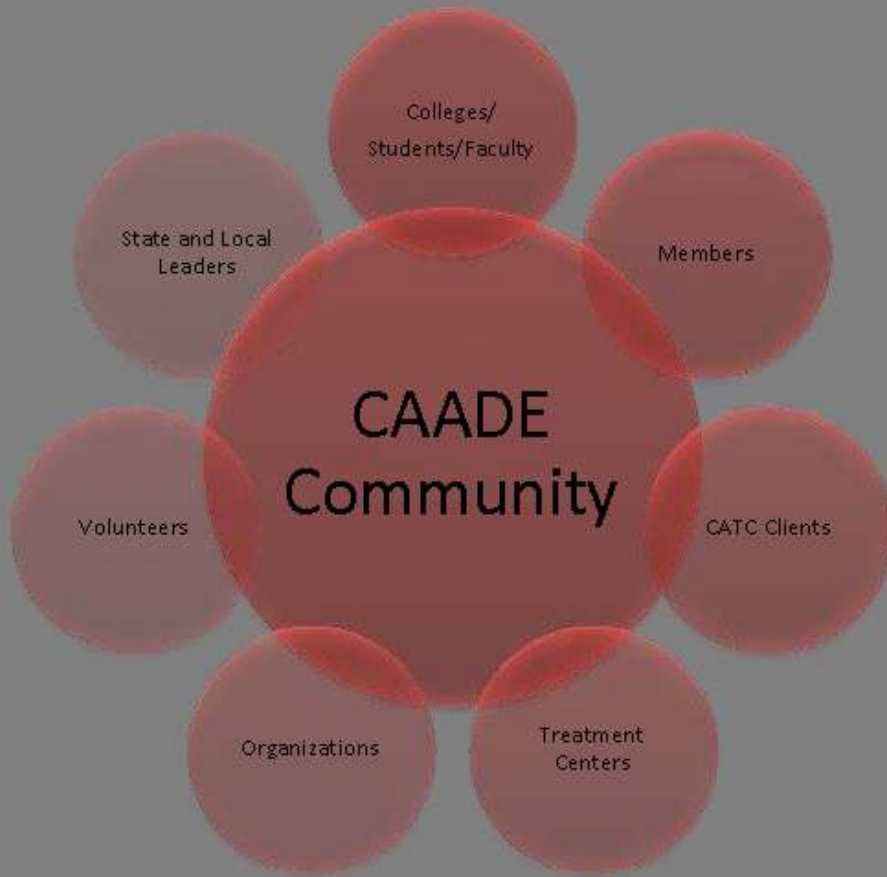 Colleges/
Students/Faculty
State and Local
Leaders
Members
CAADE
Community
Volunteers
CATC Clients
Organizations
Treatment
Centers